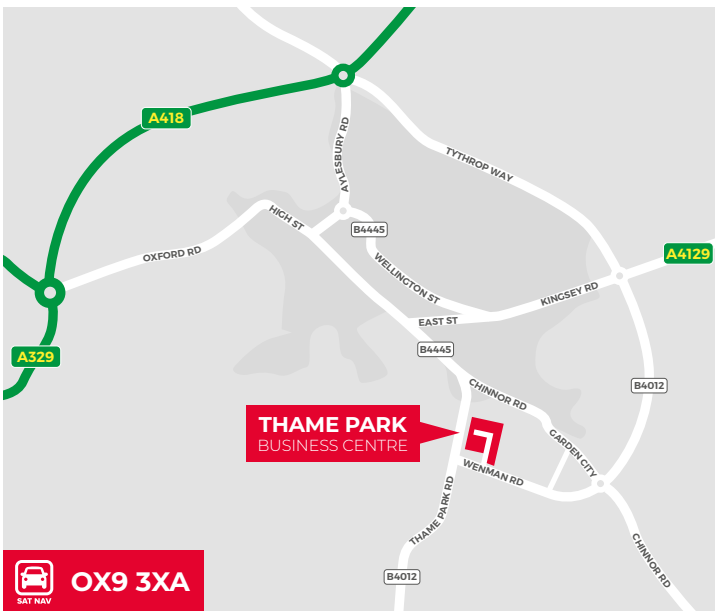 A418
AYLESBURY RD
TYTHROP WAY
HIGH ST
B4445
OXFORD RD
A4129
WELLINGTON ST
KINGSEY RD
EAST ST
A329
B4445
B4012
CHINNOR RD
THAME PARK
BUSINESS CENTRE
GARDEN CITY
WENMAN RD
THAME PARK RD
CHINNOR RD
B4012
OX9 3XA
SAT NAV